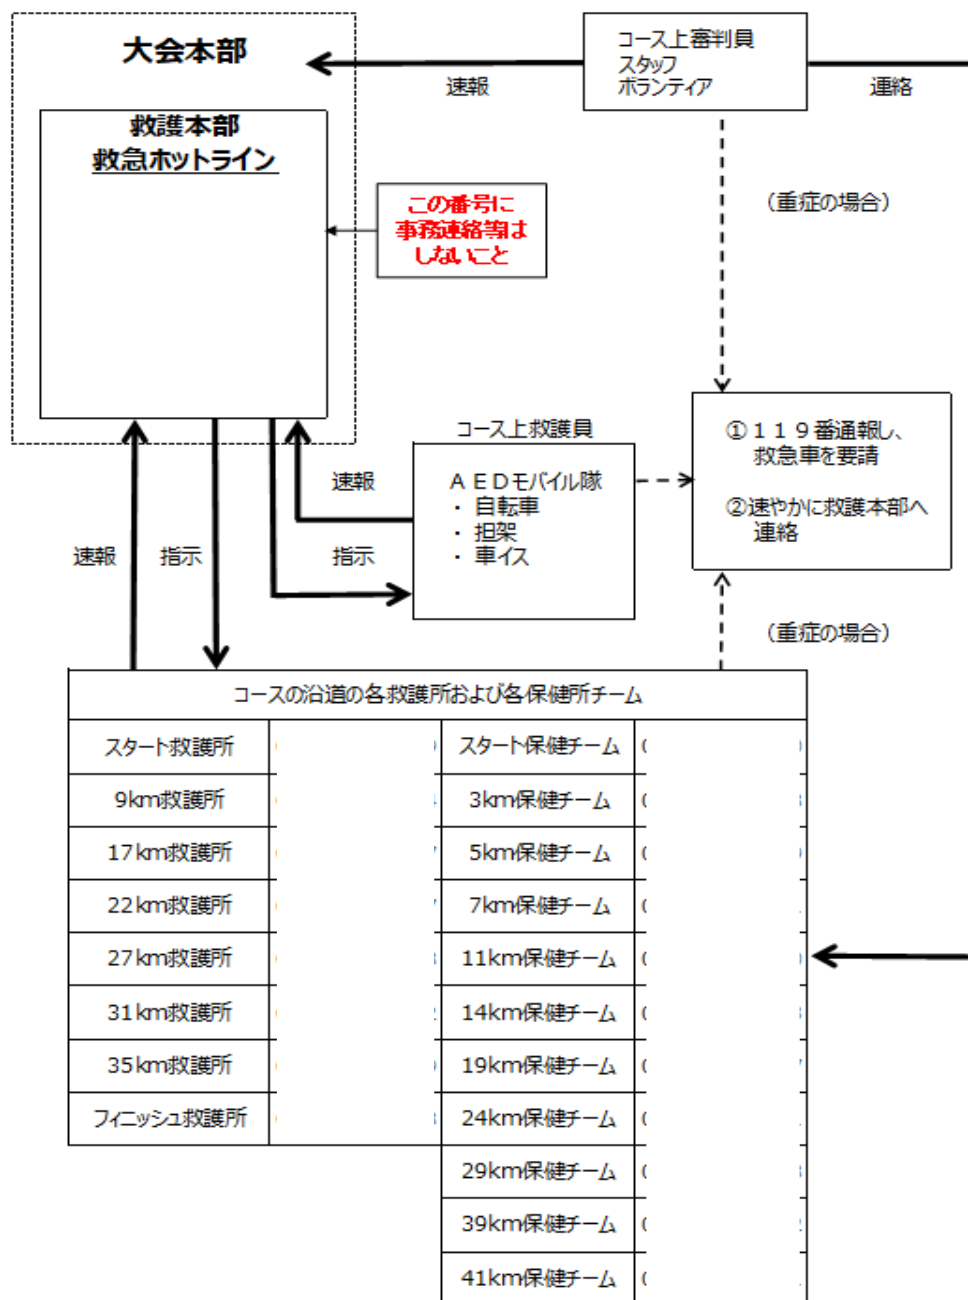 大会本部
救護本部
救急ホットライン
この番号に
事務連絡等は
しないこと
コース上審判員
スタッフ
ボランティア
速報
連絡
（重症の場合）
コース上救護員
ＡＥＤモバイル隊
・ 自転車
・ 担架
・ 車イス
速報
指示
速報
指示
①１１９番通報し、
救急車を要請
②速やかに救護本部へ
連絡
（重症の場合）
コースの沿道の各救護所および各保健所チーム
スタート救護所 スタート保健チーム
9km救護所 3km保健チーム
17km救護所 5km保健チーム
22km救護所 7km保健チーム
27km救護所 11km保健チーム
31km救護所 14km保健チーム
35km救護所 19km保健チーム
フィニッシュ救護所 24km保健チーム
29km保健チーム
39km保健チーム
41km保健チーム